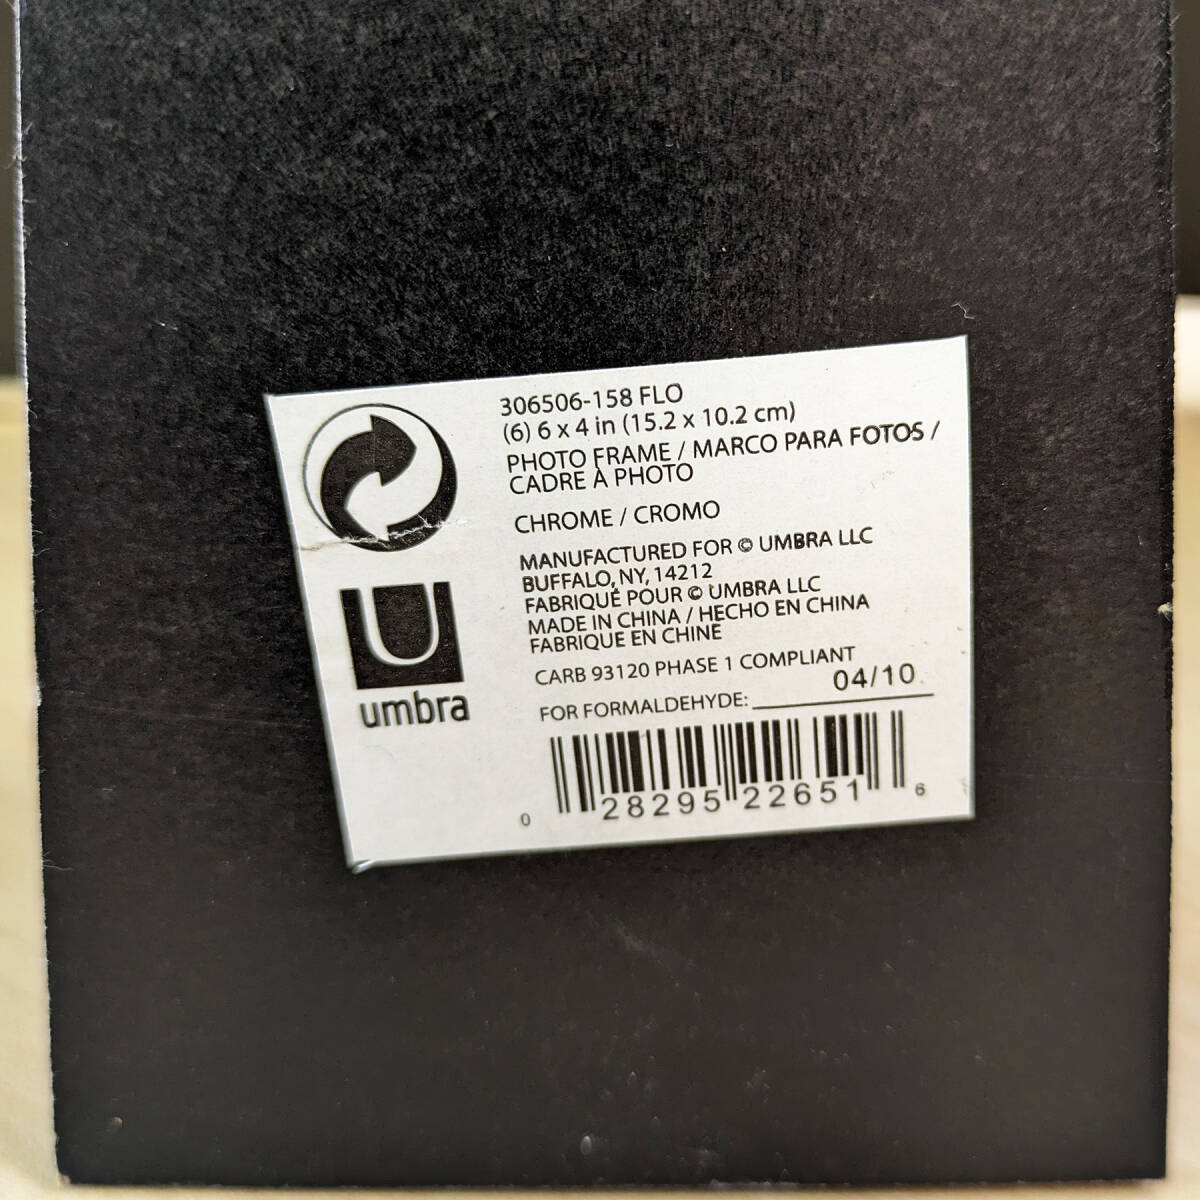 306506-158 FLO
(6) 6 x 4 in (15.2 x 10.2 cm)
PHOTO FRAME / MARCO PARA FOTOS /
CADRE À PHOTO
CHROME / CROMO
MANUFACTURED FOR © UMBRA LLC
BUFFALO, NY, 14212
FABRIQUÉ POUR © UMBRA LLC
MADE IN CHINA / HECHO EN CHINA
FABRIQUE EN CHINE
CARB 93120 PHASE 1 COMPLIANT
FOR FORMALDEHYDE: 04/10
umbra
0 28295 22651 6